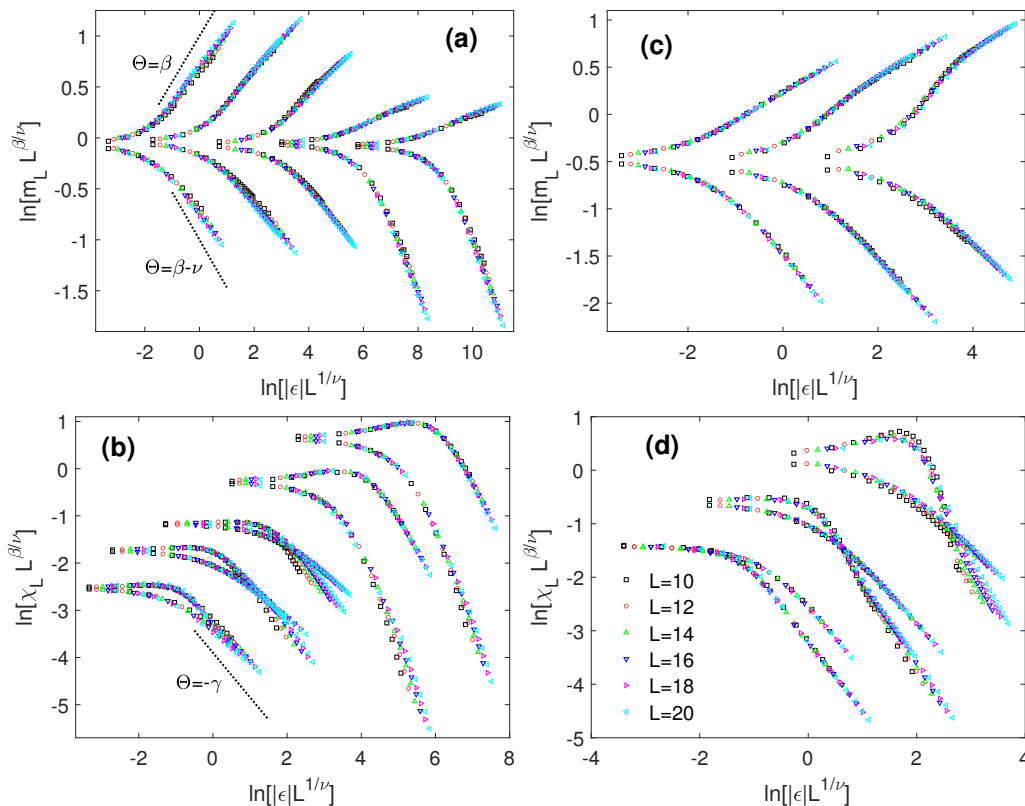 (a)
Θ=β
Θ=β-ν
ln[m_L L^{β/ν}]
1
0.5
0
-0.5
-1
-1.5
-2 0 2 4 6 8 10
ln[|ϵ|L^{1/ν}]
(c)
ln[m_L L^{β/ν}]
1
0.5
0
-0.5
-1
-1.5
-2
-2 0 2 4
ln[|ϵ|L^{1/ν}]
(b)
Θ=-γ
ln[χ_L L^{β/ν}]
1
0
-1
-2
-3
-4
-5
-2 0 2 4 6 8
ln[|ϵ|L^{1/ν}]
(d)
ln[χ_L L^{β/ν}]
1
0
-1
-2
-3
-4
-5
L=10
L=12
L=14
L=16
L=18
L=20
-4 -2 0 2 4
ln[|ϵ|L^{1/ν}]